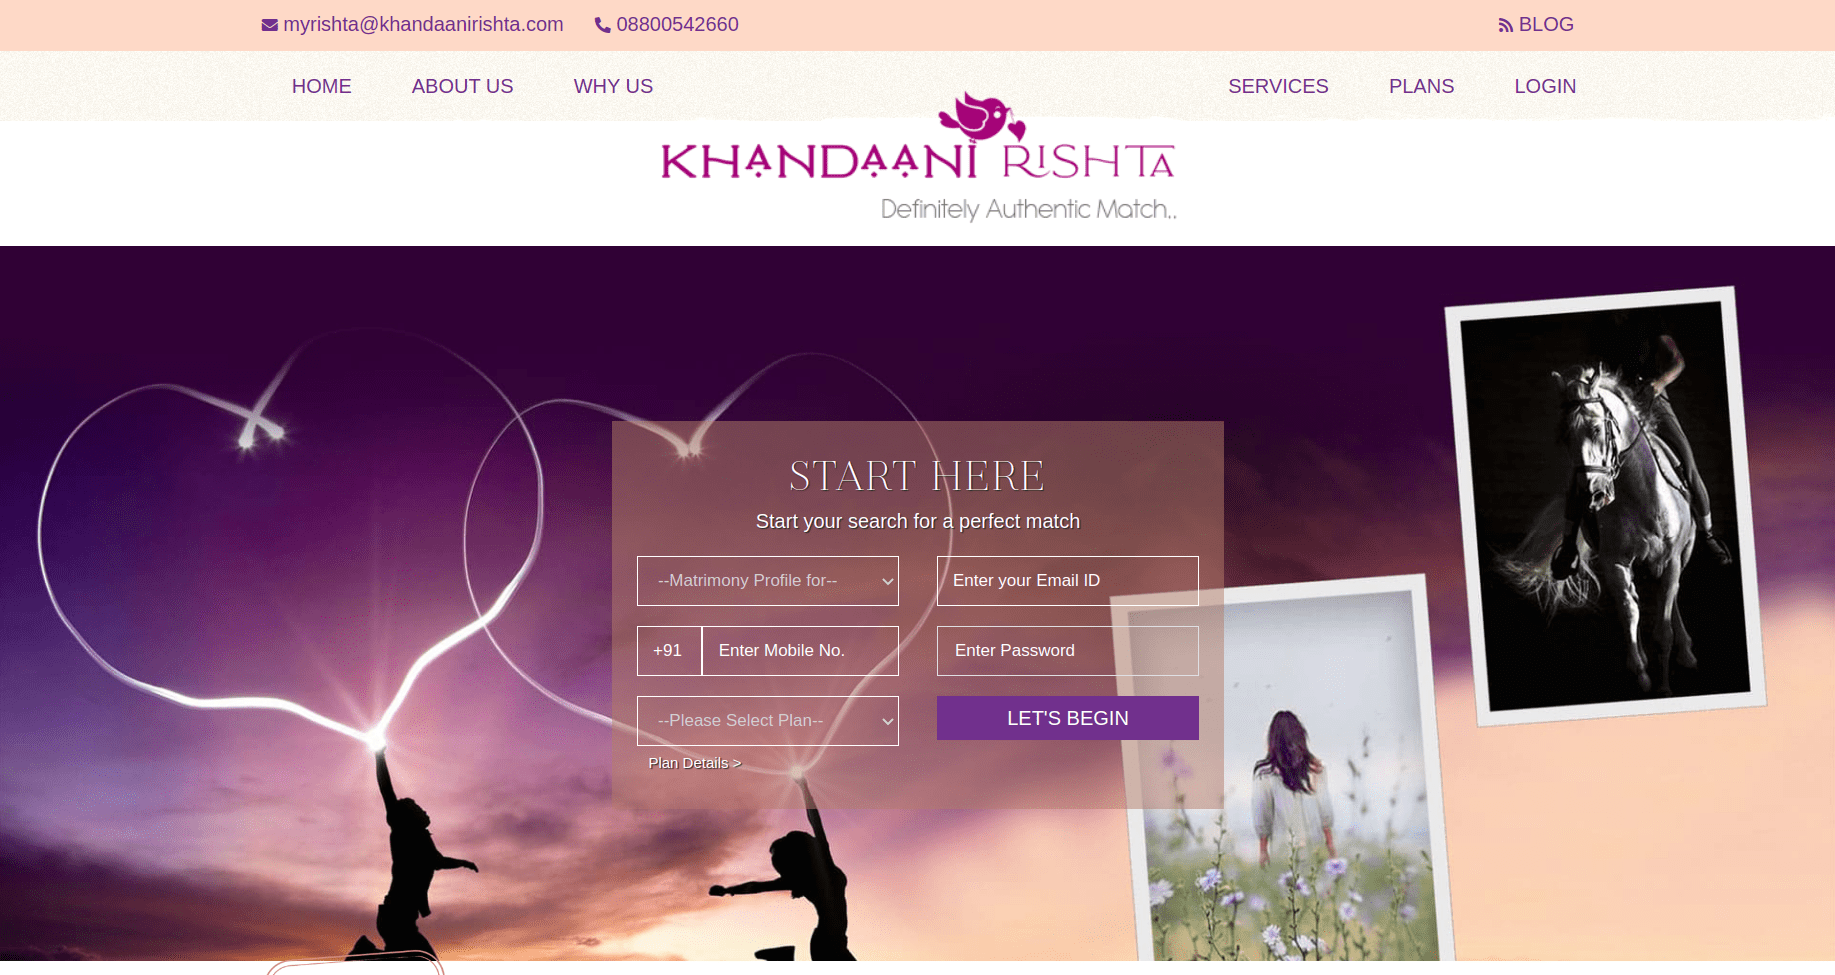 myrishta@khandaanirishta.com 08800542660 BLOG
HOME ABOUT US WHY US SERVICES PLANS LOGIN
KHANDAANI RISHTA
Definitely Authentic Match..
START HERE
Start your search for a perfect match
--Matrimony Profile for-- Enter your Email ID
+91 Enter Mobile No. Enter Password
--Please Select Plan-- LET'S BEGIN
Plan Details >